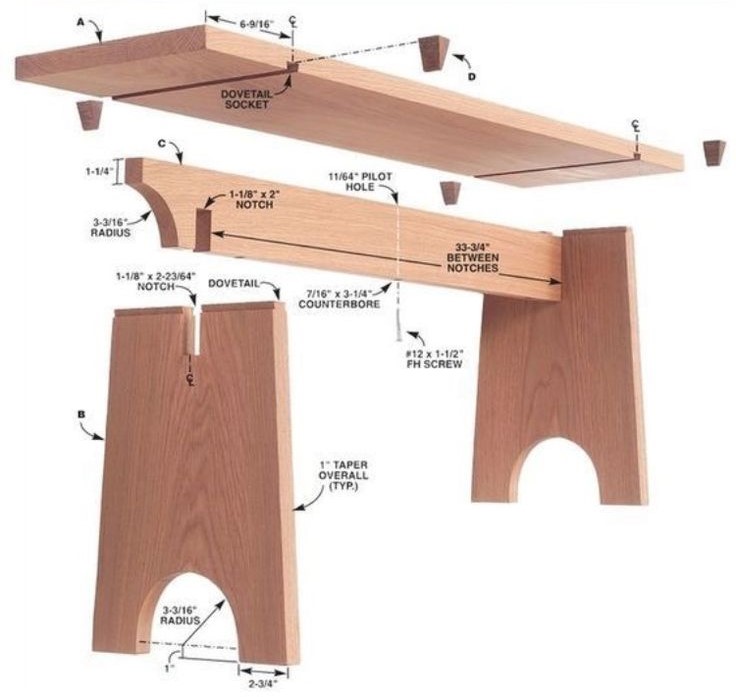 A
6-9/16"
℄
D
DOVETAIL
SOCKET
℄
C
1-1/4"
11/64" PILOT
HOLE
1-1/8" x 2"
NOTCH
3-3/16"
RADIUS
33-3/4"
BETWEEN
NOTCHES
1-1/8" x 2-23/64"
NOTCH
DOVETAIL
7/16" x 3-1/4"
COUNTERBORE
#12 x 1-1/2"
FH SCREW
℄
B
1" TAPER
OVERALL
(TYP.)
3-3/16"
RADIUS
1"
2-3/4"